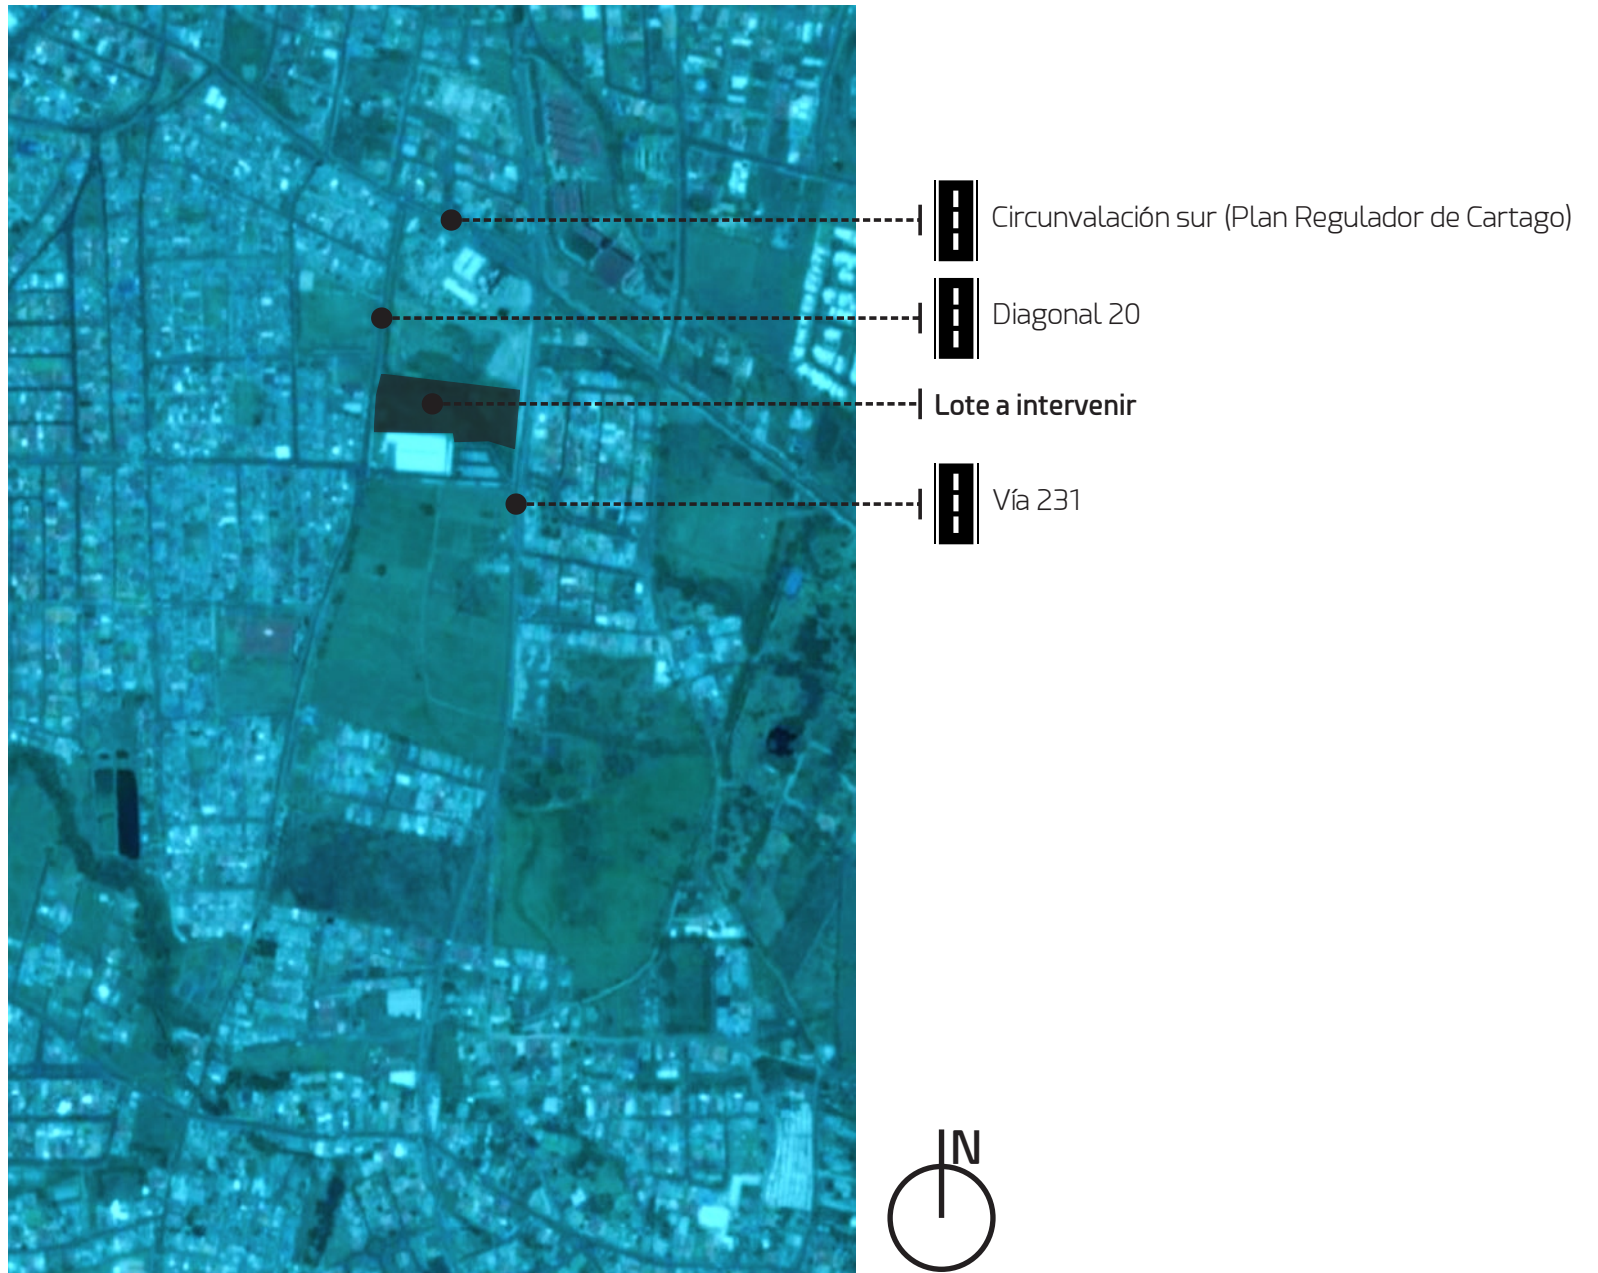 Circunvalación sur (Plan Regulador de Cartago)
Diagonal 20
Lote a intervenir
Vía 231
N